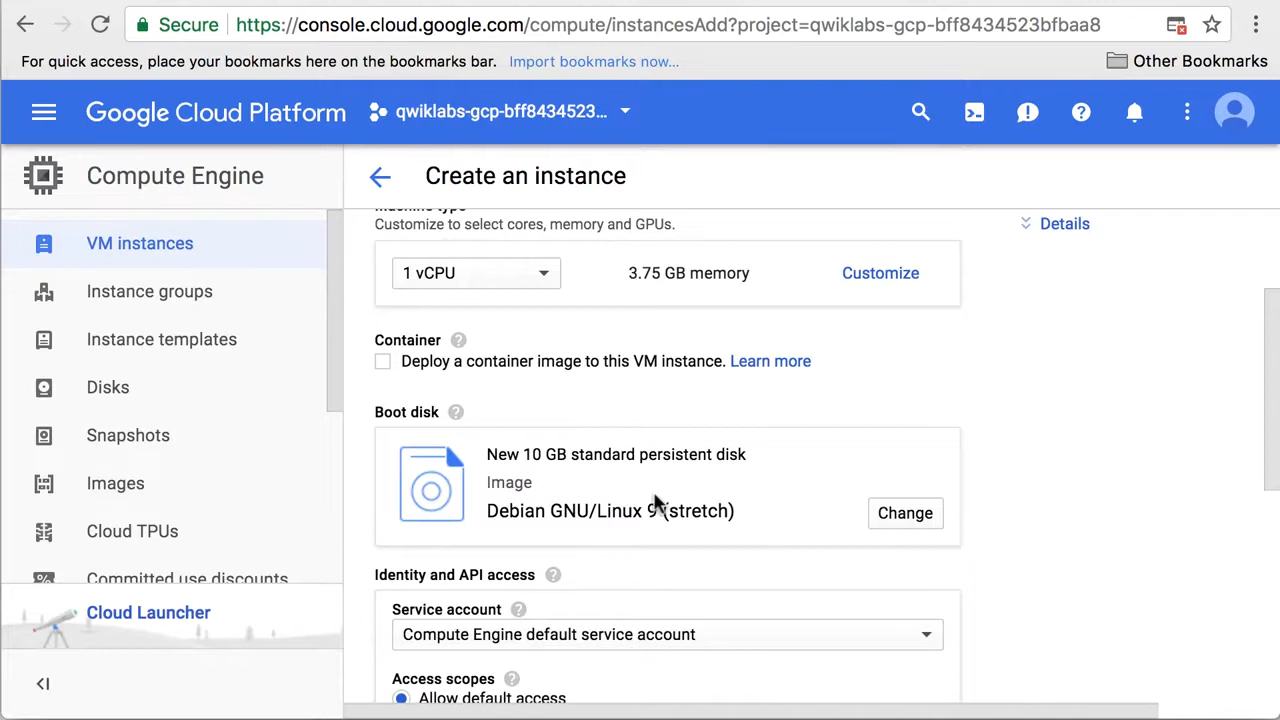 Secure https://console.cloud.google.com/compute/instancesAdd?project=qwiklabs-gcp-bff8434523bfbaa8
For quick access, place your bookmarks here on the bookmarks bar. Import bookmarks now... Other Bookmarks
Google Cloud Platform qwiklabs-gcp-bff8434523...
Compute Engine
Create an instance
VM instances
Instance groups
Instance templates
Disks
Snapshots
Images
Cloud TPUs
Committed use discounts
Cloud Launcher
Machine type
Customize to select cores, memory and GPUs.
Details
1 vCPU 3.75 GB memory Customize
Container
Deploy a container image to this VM instance. Learn more
Boot disk
New 10 GB standard persistent disk
Image
Debian GNU/Linux 9 (stretch)
Change
Identity and API access
Service account
Compute Engine default service account
Access scopes
Allow default access